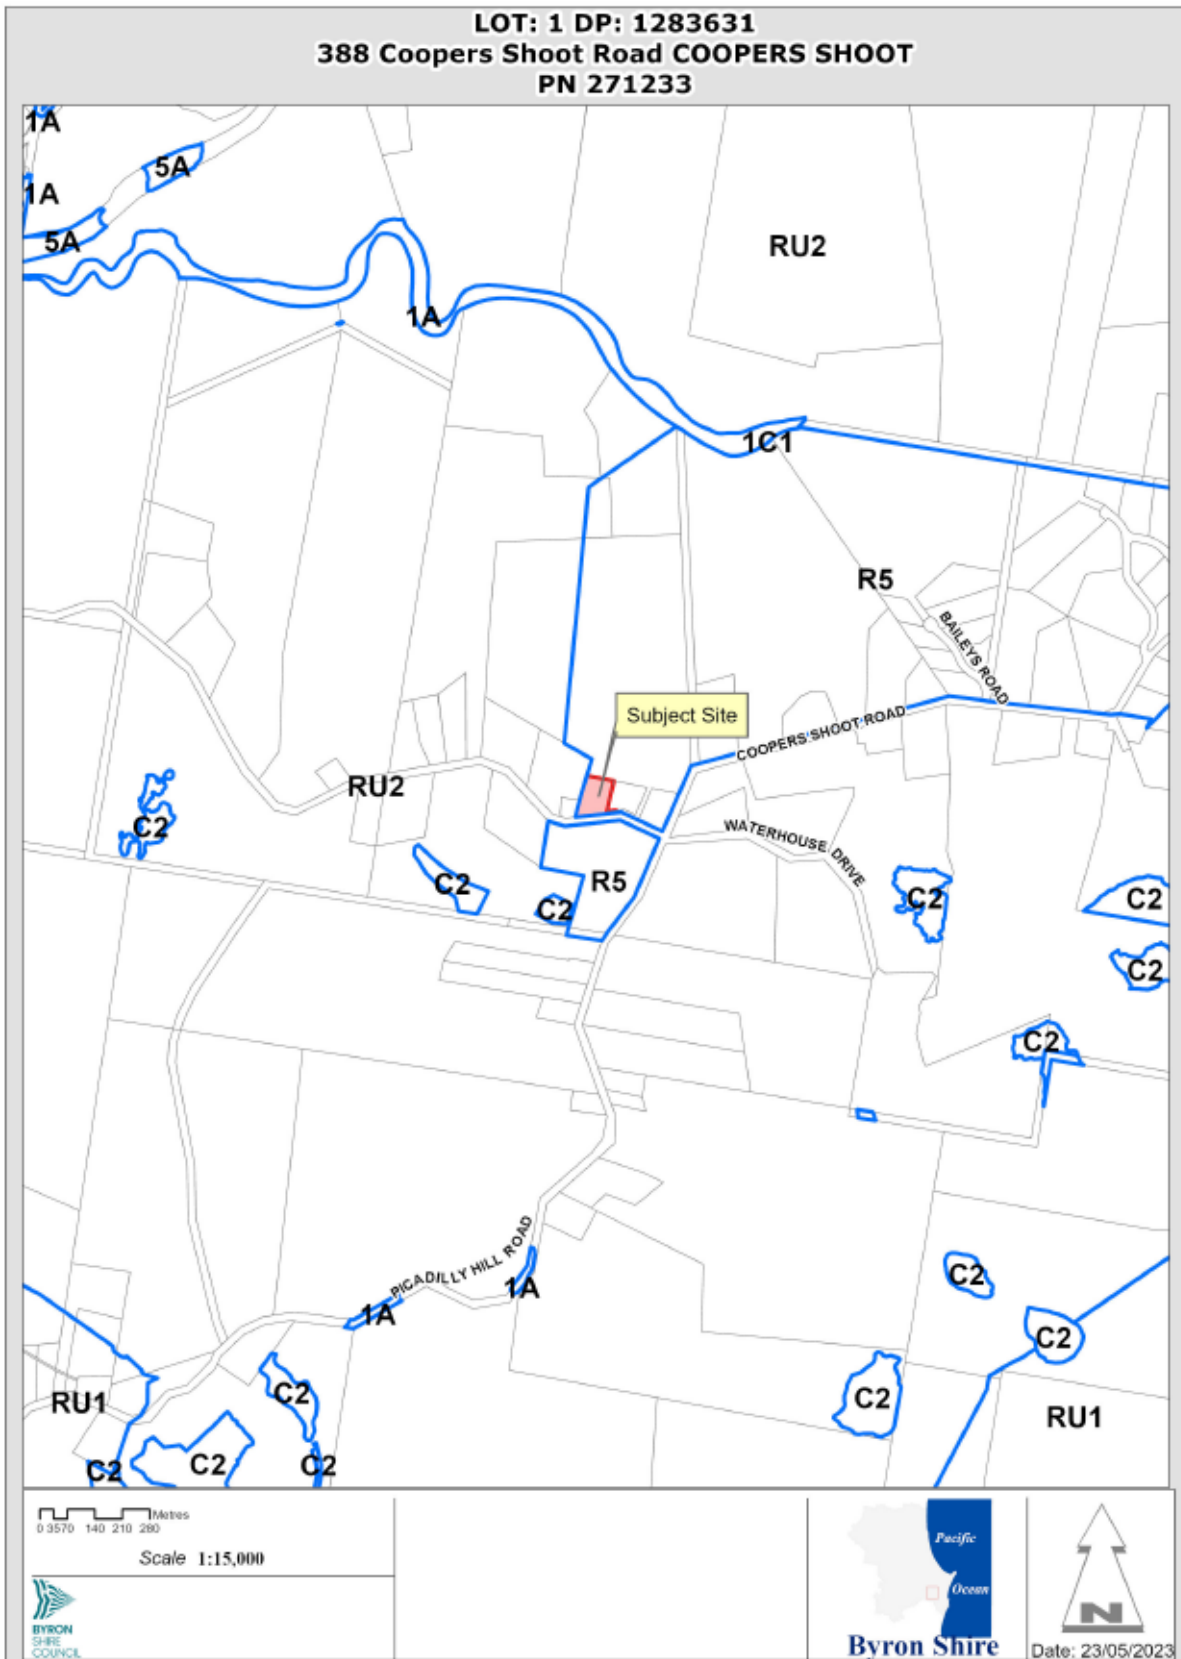 LOT: 1 DP: 1283631
388 Coopers Shoot Road COOPERS SHOOT
PN 271233
1A
5A
1A
5A
RU2
1A
1C1
R5
BAILEYS ROAD
Subject Site
COOPERS SHOOT ROAD
RU2
C2
WATERHOUSE DRIVE
C2
R5
C2
C2
C2
C2
C2
PICADILLY HILL ROAD
1A
1A
C2
C2
C2
RU1
C2
RU1
C2
C2
C2
Metres
0 3570 140 210 280
Scale 1:15,000
BYRON
SHIRE
COUNCIL
Pacific
Ocean
Byron Shire
N
Date: 23/05/2023